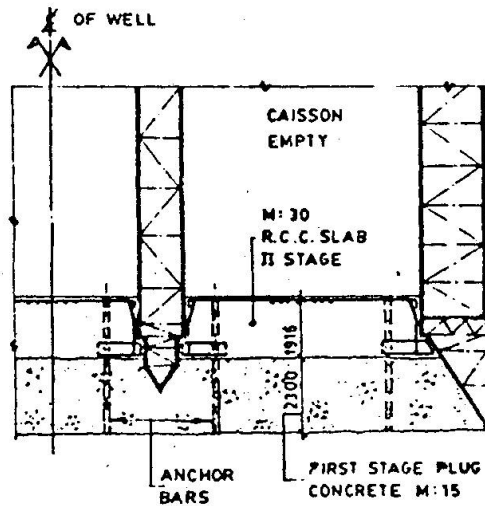 ℄ OF WELL
CAISSON
EMPTY
M:30
R.C.C. SLAB
II STAGE
1916
2300
ANCHOR
BARS
FIRST STAGE PLUG
CONCRETE M:15